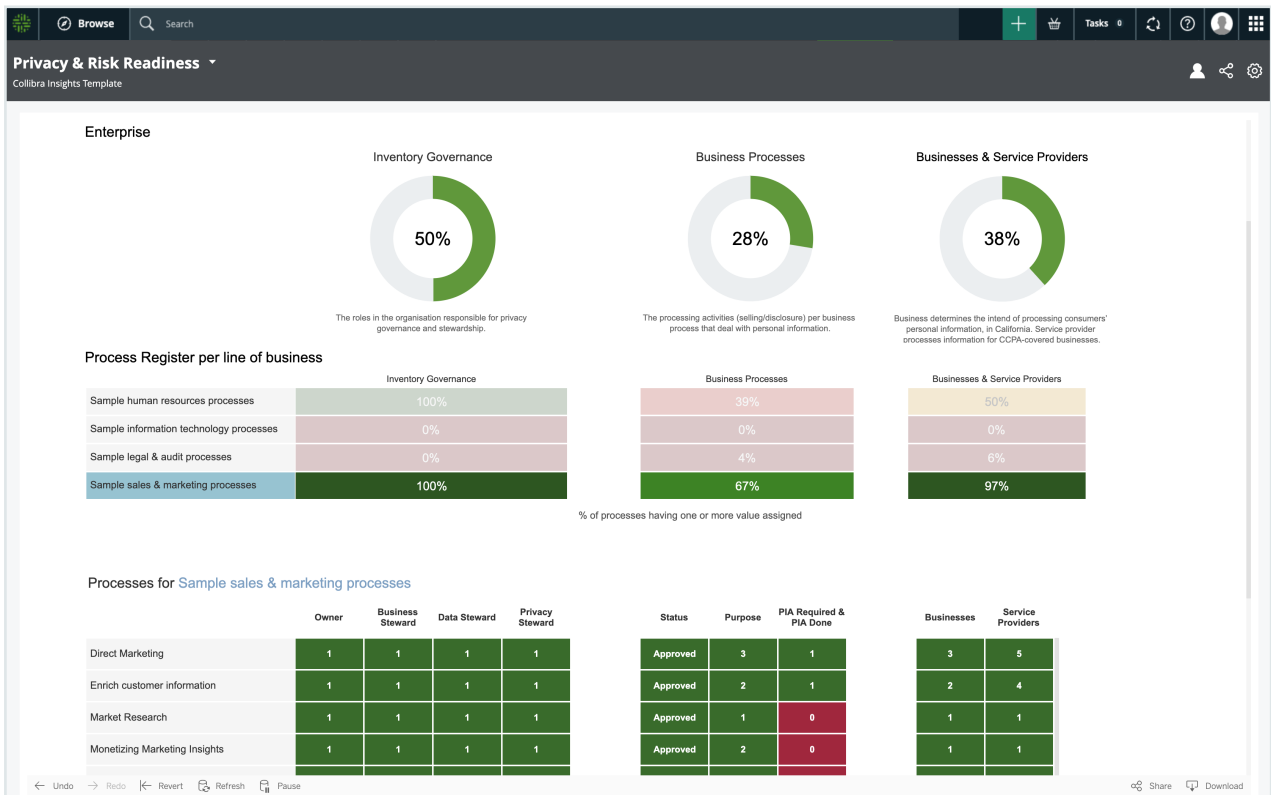 Browse
Search
Tasks 0
Privacy & Risk Readiness
Collibra Insights Template
Enterprise
Inventory Governance
Business Processes
Businesses & Service Providers
50%
28%
38%
The roles in the organisation responsible for privacy
governance and stewardship.
The processing activities (selling/disclosure) per business
process that deal with personal information.
Business determines the intend of processing consumers'
personal information, in California. Service provider
processes information for CCPA-covered businesses.
Process Register per line of business
Inventory Governance Business Processes Businesses & Service Providers
Sample human resources processes 100% 39% 50%
Sample information technology processes 0% 0% 0%
Sample legal & audit processes 0% 4% 6%
Sample sales & marketing processes 100% 67% 97%
% of processes having one or more value assigned
Processes for Sample sales & marketing processes
Owner Business Steward Data Steward Privacy Steward Status Purpose PIA Required & PIA Done Businesses Service Providers
Direct Marketing 1 1 1 1 Approved 3 1 3 5
Enrich customer information 1 1 1 1 Approved 2 1 2 4
Market Research 1 1 1 1 Approved 1 0 1 1
Monetizing Marketing Insights 1 1 1 1 Approved 2 0 1 1
Undo Redo Revert Refresh Pause Share Download